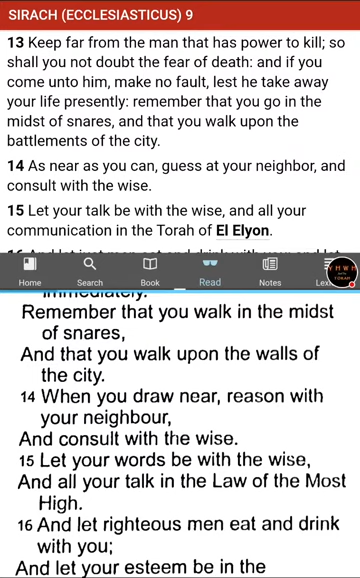 SIRACH (ECCLESIASTICUS) 9
13 Keep far from the man that has power to kill; so
shall you not doubt the fear of death: and if you
come unto him, make no fault, lest he take away
your life presently: remember that you go in the
midst of snares, and that you walk upon the
battlements of the city.
14 As near as you can, guess at your neighbor, and
consult with the wise.
15 Let your talk be with the wise, and all your
communication in the Torah of El Elyon.
Home Search Book Read Notes
YHWH
TORAH
immediately.
Remember that you walk in the midst
of snares,
And that you walk upon the walls of
the city.
14 When you draw near, reason with
your neighbour,
And consult with the wise.
15 Let your words be with the wise,
And all your talk in the Law of the Most
High.
16 And let righteous men eat and drink
with you;
And let your esteem be in the